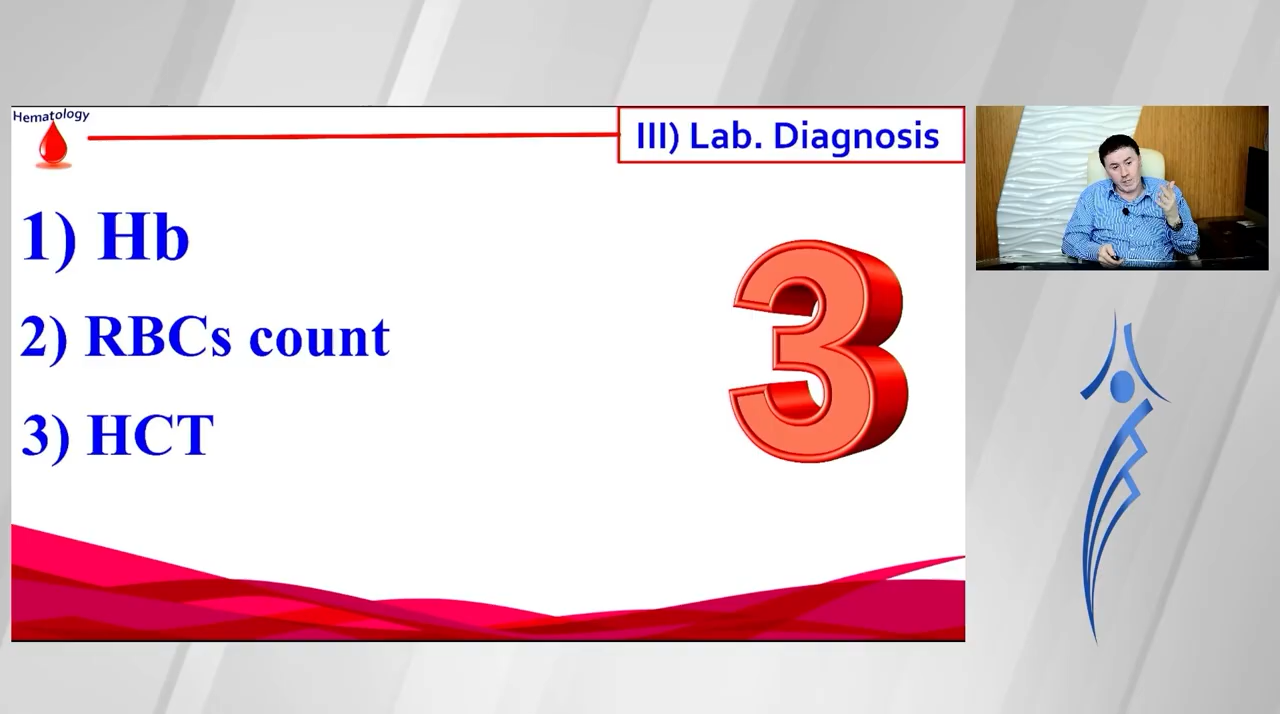 Hematology
III) Lab. Diagnosis
1) Hb
2) RBCs count
3) HCT
3